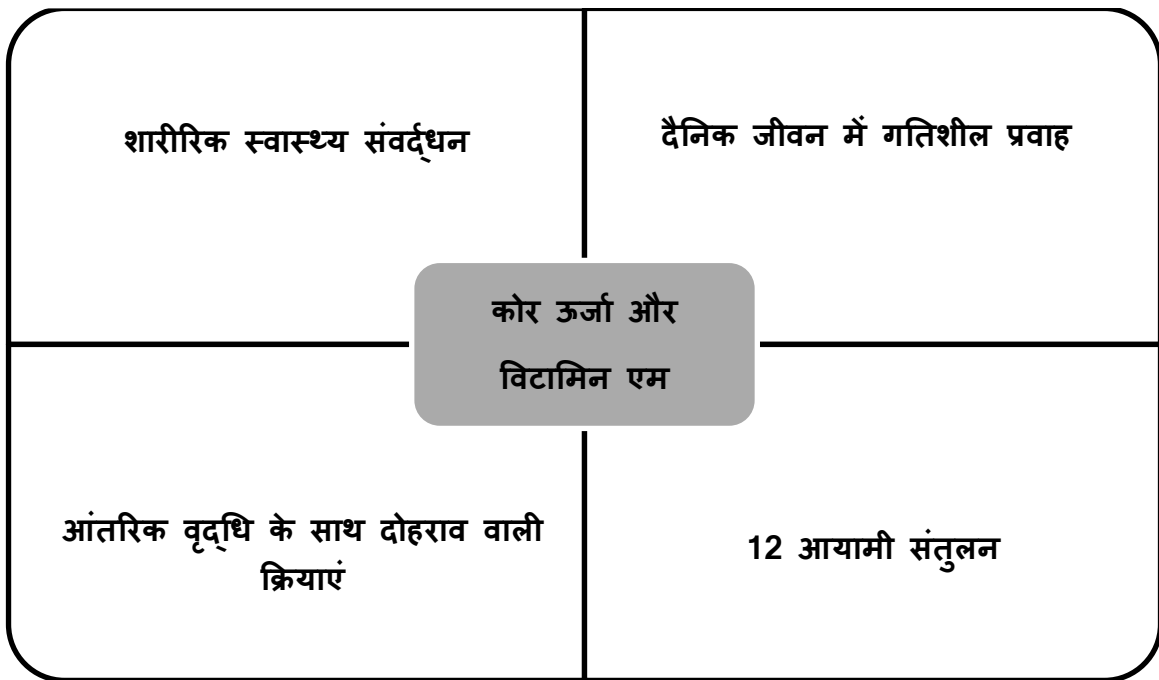 शारीरिक स्वास्थ्य संवर्द्धन
दैनिक जीवन में गतिशील प्रवाह
कोर ऊर्जा और
विटामिन एम
आंतरिक वृद्धि के साथ दोहराव वाली
क्रियाएं
12 आयामी संतुलन